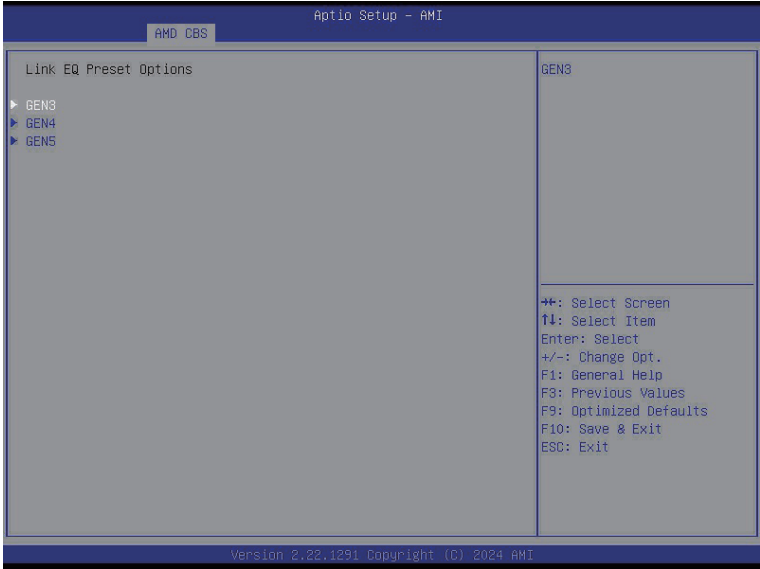 Aptio Setup - AMI
AMD CBS
Link EQ Preset Options
GEN3
GEN4
GEN5
GEN3
→←: Select Screen
↑↓: Select Item
Enter: Select
+/-: Change Opt.
F1: General Help
F3: Previous Values
F9: Optimized Defaults
F10: Save & Exit
ESC: Exit
Version 2.22.1291 Copyright (C) 2024 AMI